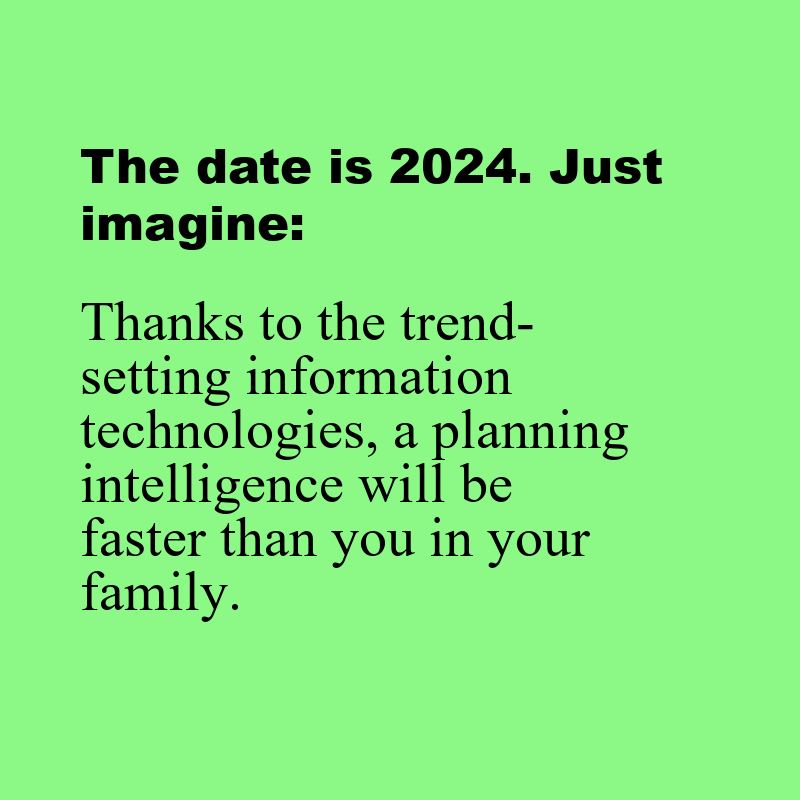 The date is 2024. Just
imagine:
Thanks to the trend-
setting information
technologies, a planning
intelligence will be
faster than you in your
family.